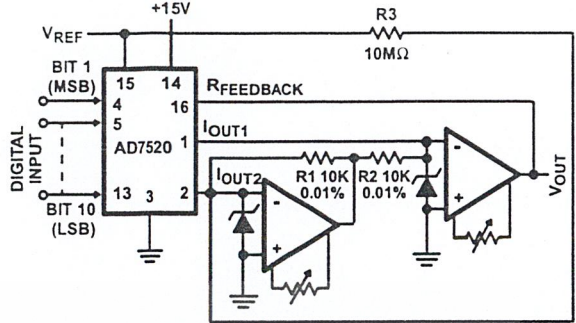 +15V
VREF
R3
10MΩ
BIT 1
(MSB)
15
14
4
16
RFEEDBACK
5
1
IOUT1
AD7520
DIGITAL
INPUT
R1 10K
0.01%
R2 10K
0.01%
-
+
VOUT
IOUT2
13
3
2
BIT 10
(LSB)
-
+